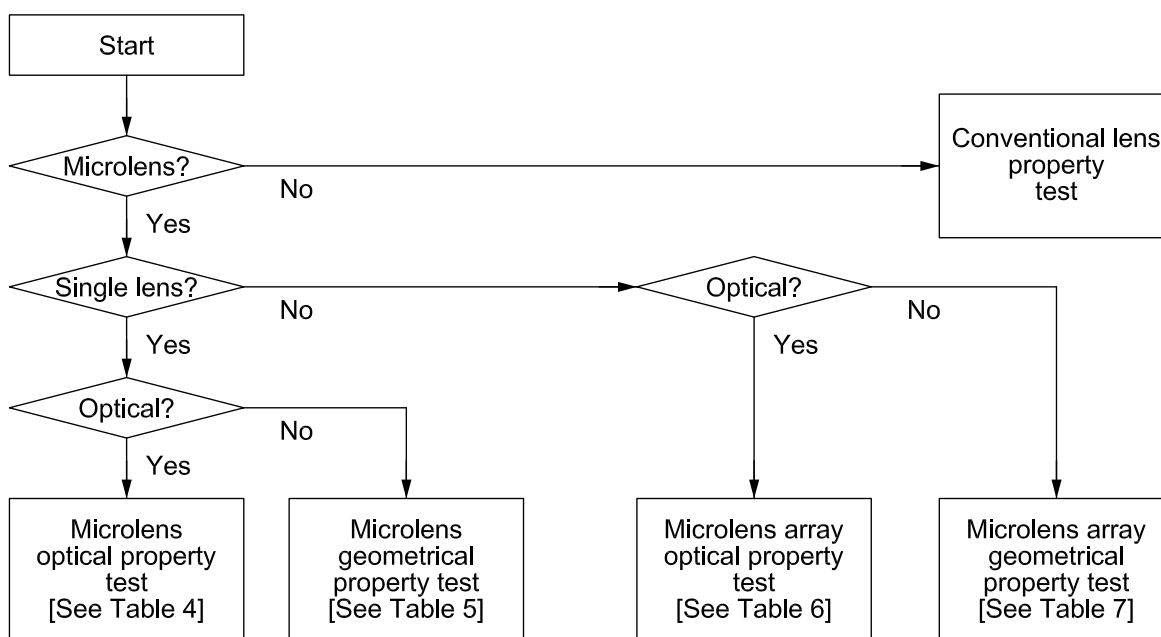 Start
Microlens?
No
Conventional lens
property
test
Yes
Single lens?
No
Optical?
No
Yes
Yes
Optical?
No
Yes
Microlens
optical property
test
[See Table 4]
Microlens
geometrical
property test
[See Table 5]
Microlens array
optical property
test
[See Table 6]
Microlens array
geometrical
property test
[See Table 7]